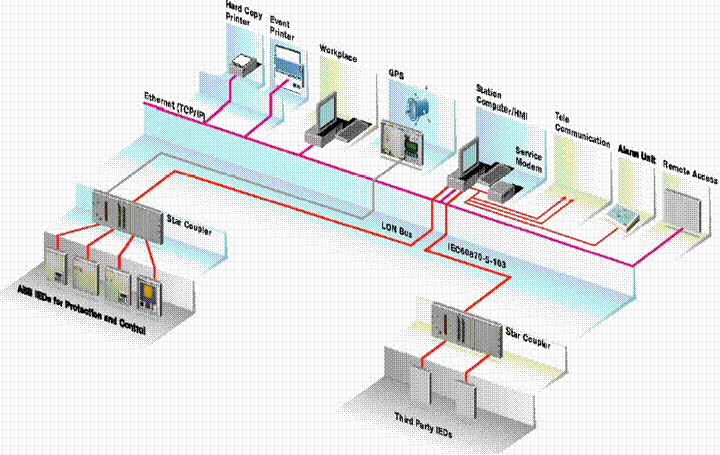 Hard Copy
Printer
Event
Printer
Workplace
GPS
Station
Computer/HMI
Tele
Communication
Alarm Unit
Remote Access
Ethernet (TCP/IP)
Service
Modem
Star Coupler
LON Bus
IEC60870-5-103
ABB IEDs for Protection and Control
Star Coupler
Third Party IEDs